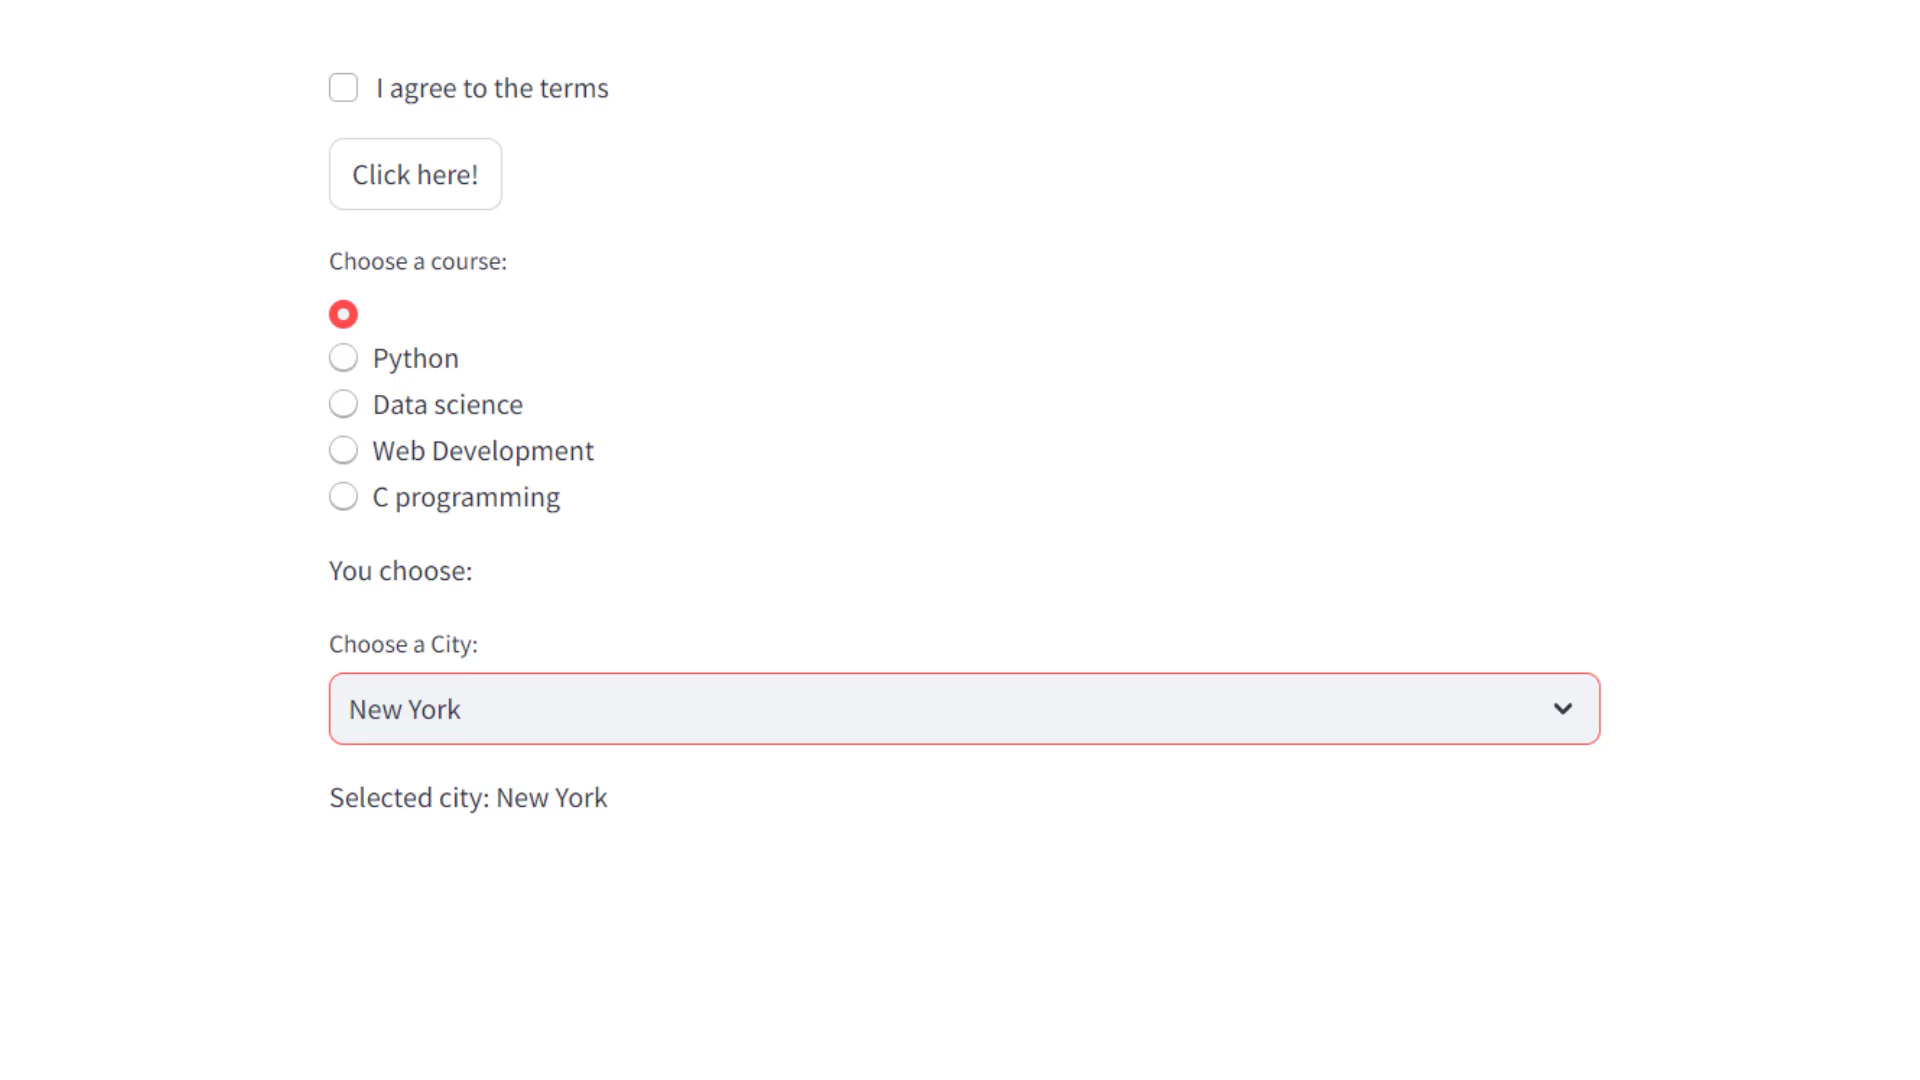 I agree to the terms
Click here!
Choose a course:
Python
Data science
Web Development
C programming
You choose:
Choose a City:
New York
Selected city: New York